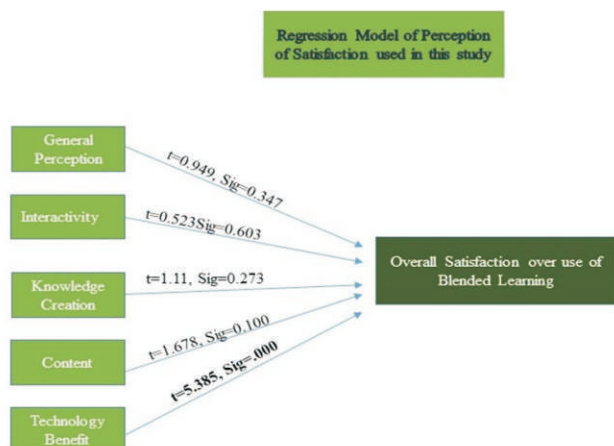 Regression Model of Perception
of Satisfaction used in this study
General
Perception
t=0.949, Sig=0.347
Interactivity
t=0.523Sig=0.603
Knowledge
Creation
t=1.11, Sig=0.273
Overall Satisfaction over use of
Blended Learning
Content
t=1.678, Sig=0.100
Technology
Benefit
t=5.385, Sig=.000